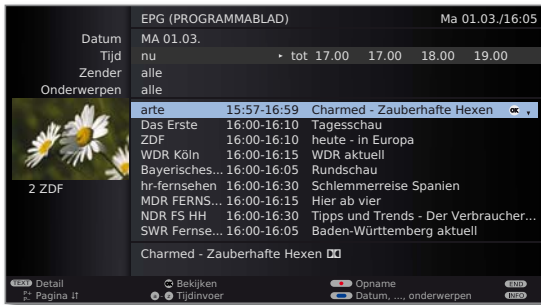 EPG (PROGRAMMABLAD) Ma 01.03./16:05
Datum MA 01.03.
Tijd nu ▸ tot 17.00 17.00 18.00 19.00
Zender alle
Onderwerpen alle
arte 15:57-16:59 Charmed - Zauberhafte Hexen OK
Das Erste 16:00-16:10 Tagesschau
ZDF 16:00-16:10 heute - in Europa
WDR Köln 16:00-16:15 WDR aktuell
Bayerisches... 16:00-16:05 Rundschau
hr-fernsehen 16:00-16:30 Schlemmerreise Spanien
MDR FERNS... 16:00-16:15 Hier ab vier
NDR FS HH 16:00-16:30 Tipps und Trends - Der Verbraucher...
SWR Fernse... 16:00-16:05 Baden-Württemberg aktuell
2 ZDF
Charmed - Zauberhafte Hexen
TEXT Detail OK Bekijken Opname END
P+ P- Pagina ↓↑ 0-9 Tijdinvoer Datum, ..., onderwerpen INFO